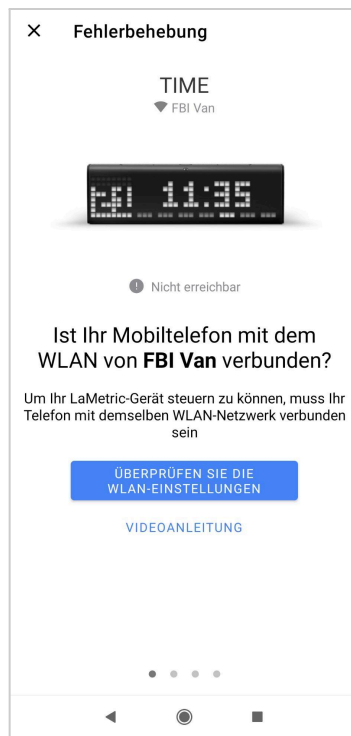 × Fehlerbehebung
TIME
FBI Van
11:35
Nicht erreichbar
Ist Ihr Mobiltelefon mit dem
WLAN von FBI Van verbunden?
Um Ihr LaMetric-Gerät steuern zu können, muss Ihr
Telefon mit demselben WLAN-Netzwerk verbunden
sein
ÜBERPRÜFEN SIE DIE
WLAN-EINSTELLUNGEN
VIDEOANLEITUNG